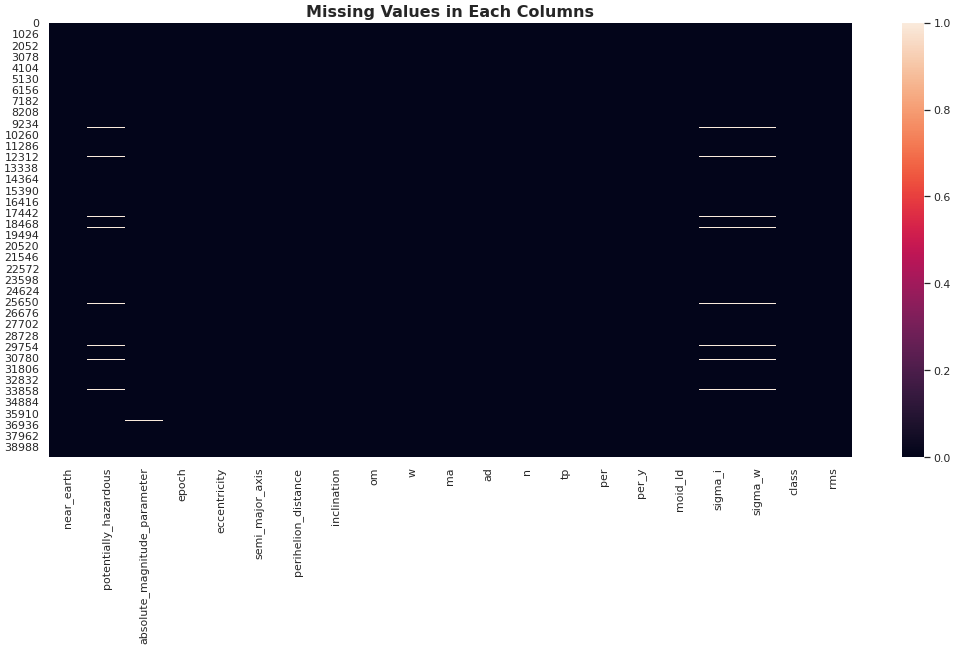 Missing Values in Each Columns
0
1026
2052
3078
4104
5130
6156
7182
8208
9234
10260
11286
12312
13338
14364
15390
16416
17442
18468
19494
20520
21546
22572
23598
24624
25650
26676
27702
28728
29754
30780
31806
32832
33858
34884
35910
36936
37962
38988
near_earth
potentially_hazardous
absolute_magnitude_parameter
epoch
eccentricity
semi_major_axis
perihelion_distance
inclination
om
w
ma
ad
n
tp
per
per_y
moid_ld
sigma_i
sigma_w
class
rms
1.0
0.8
0.6
0.4
0.2
0.0